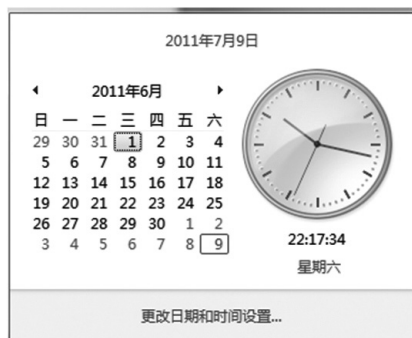 2011年7月9日
2011年6月
日 一 二 三 四 五 六
29 30 31 1 2 3 4
5 6 7 8 9 10 11
12 13 14 15 16 17 18
19 20 21 22 23 24 25
26 27 28 29 30 1 2
3 4 5 6 7 8 9
22:17:34
星期六
更改日期和时间设置...